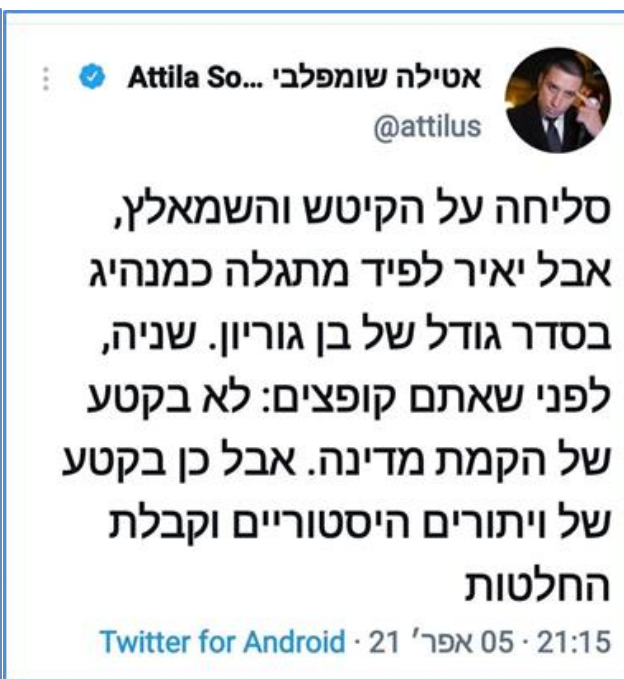 אטילה שומפלבי Attila So...
@attilus
סליחה על הקיטש והשמאלץ,
אבל יאיר לפיד מתגלה כמנהיג
בסדר גודל של בן גוריון. שניה,
לפני שאתם קופצים: לא בקטע
של הקמת מדינה. אבל כן בקטע
של ויתורים היסטוריים וקבלת
החלטות
21:15 · 05 אפר׳ 21 · Twitter for Android